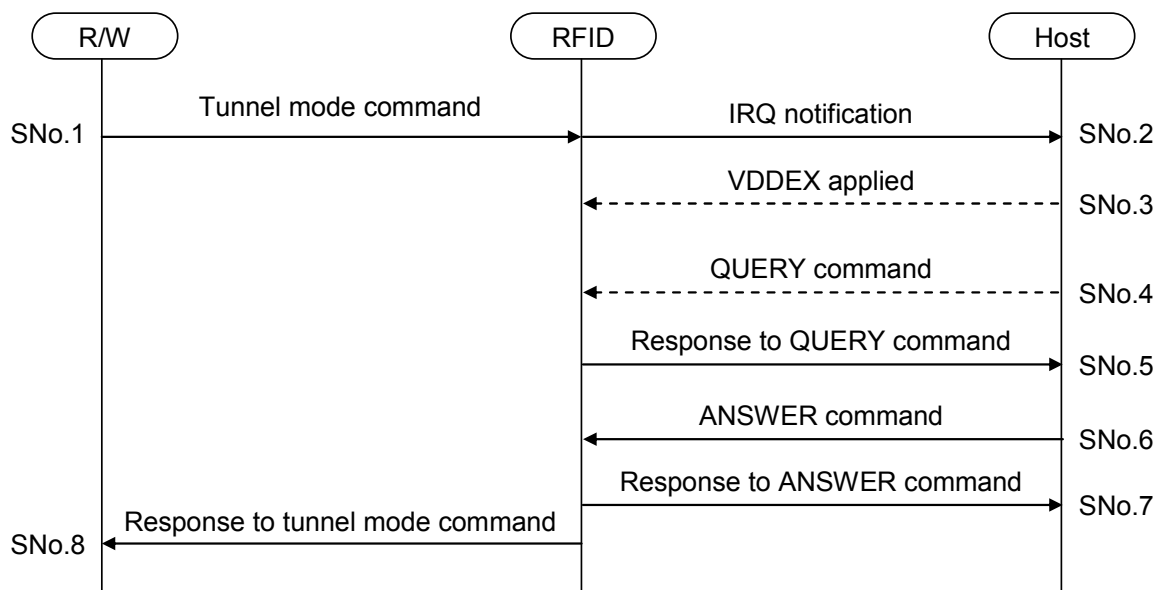 R/W
RFID
Host
Tunnel mode command
IRQ notification
SNo.1
SNo.2
VDDEX applied
SNo.3
QUERY command
SNo.4
Response to QUERY command
SNo.5
ANSWER command
SNo.6
Response to ANSWER command
SNo.7
Response to tunnel mode command
SNo.8